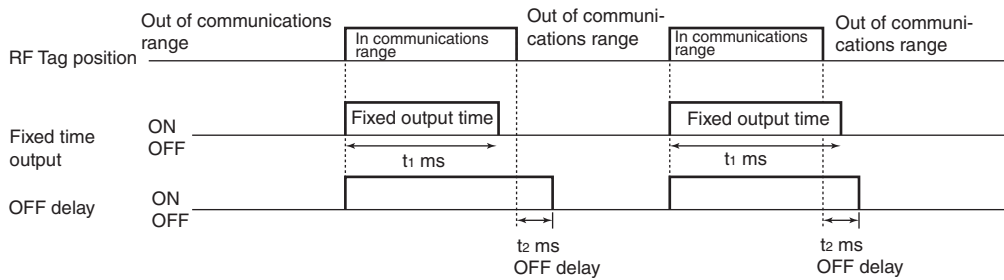 Out of communications
range
Out of communi-
cations range
Out of communi-
cations range
RF Tag position
In communications
range
In communications
range
Fixed time
output
ON
OFF
Fixed output time
Fixed output time
t1 ms
t1 ms
OFF delay
ON
OFF
t2 ms
OFF delay
t2 ms
OFF delay